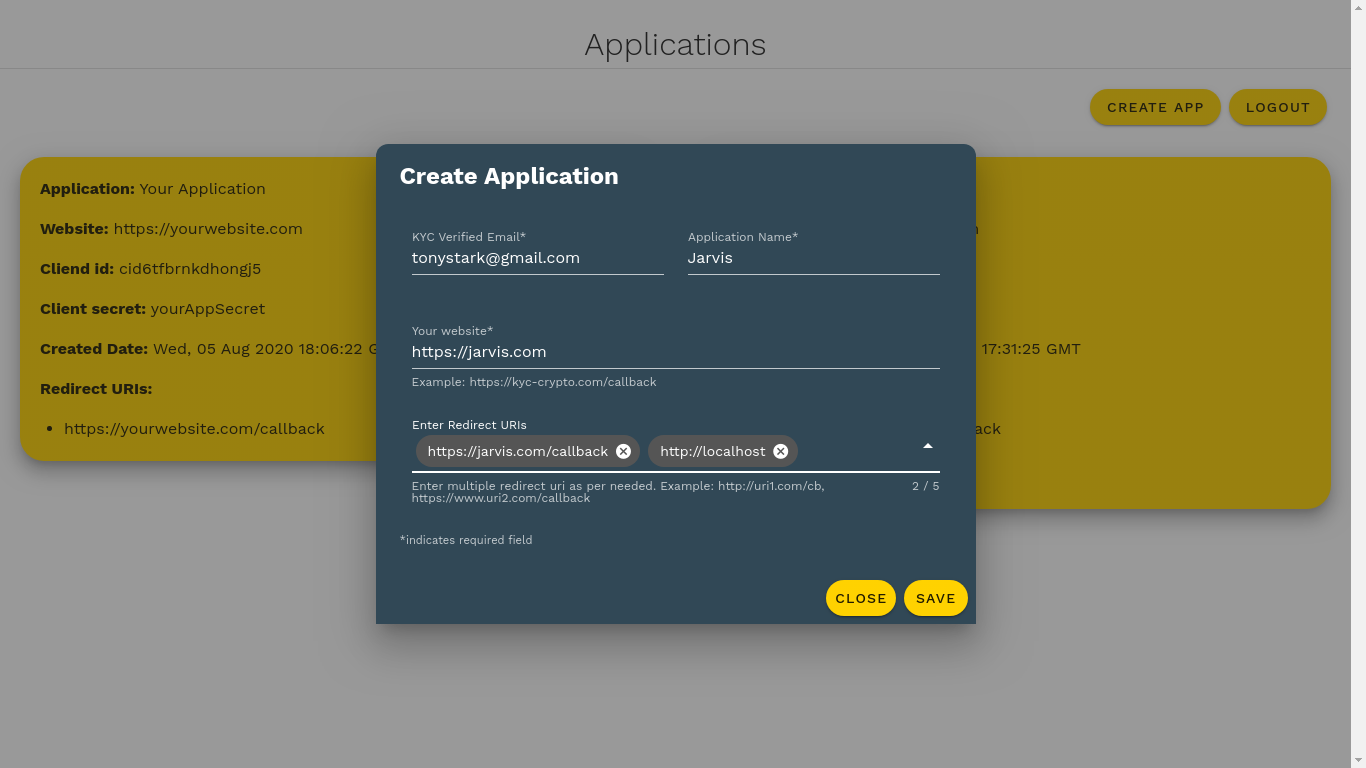 Applications
CREATE APP
LOGOUT
Application: Your Application
Website: https://yourwebsite.com
Cliend id: cid6tfbrnkdhongj5
Client secret: yourAppSecret
Created Date: Wed, 05 Aug 2020 18:06:22 G
Redirect URIs:
• https://yourwebsite.com/callback
17:31:25 GMT
ack
Create Application
KYC Verified Email*
tonystark@gmail.com
Application Name*
Jarvis
Your website*
https://jarvis.com
Example: https://kyc-crypto.com/callback
Enter Redirect URIs
https://jarvis.com/callback
http://localhost
Enter multiple redirect uri as per needed. Example: http://uri1.com/cb,
https://www.uri2.com/callback
2 / 5
*indicates required field
CLOSE
SAVE